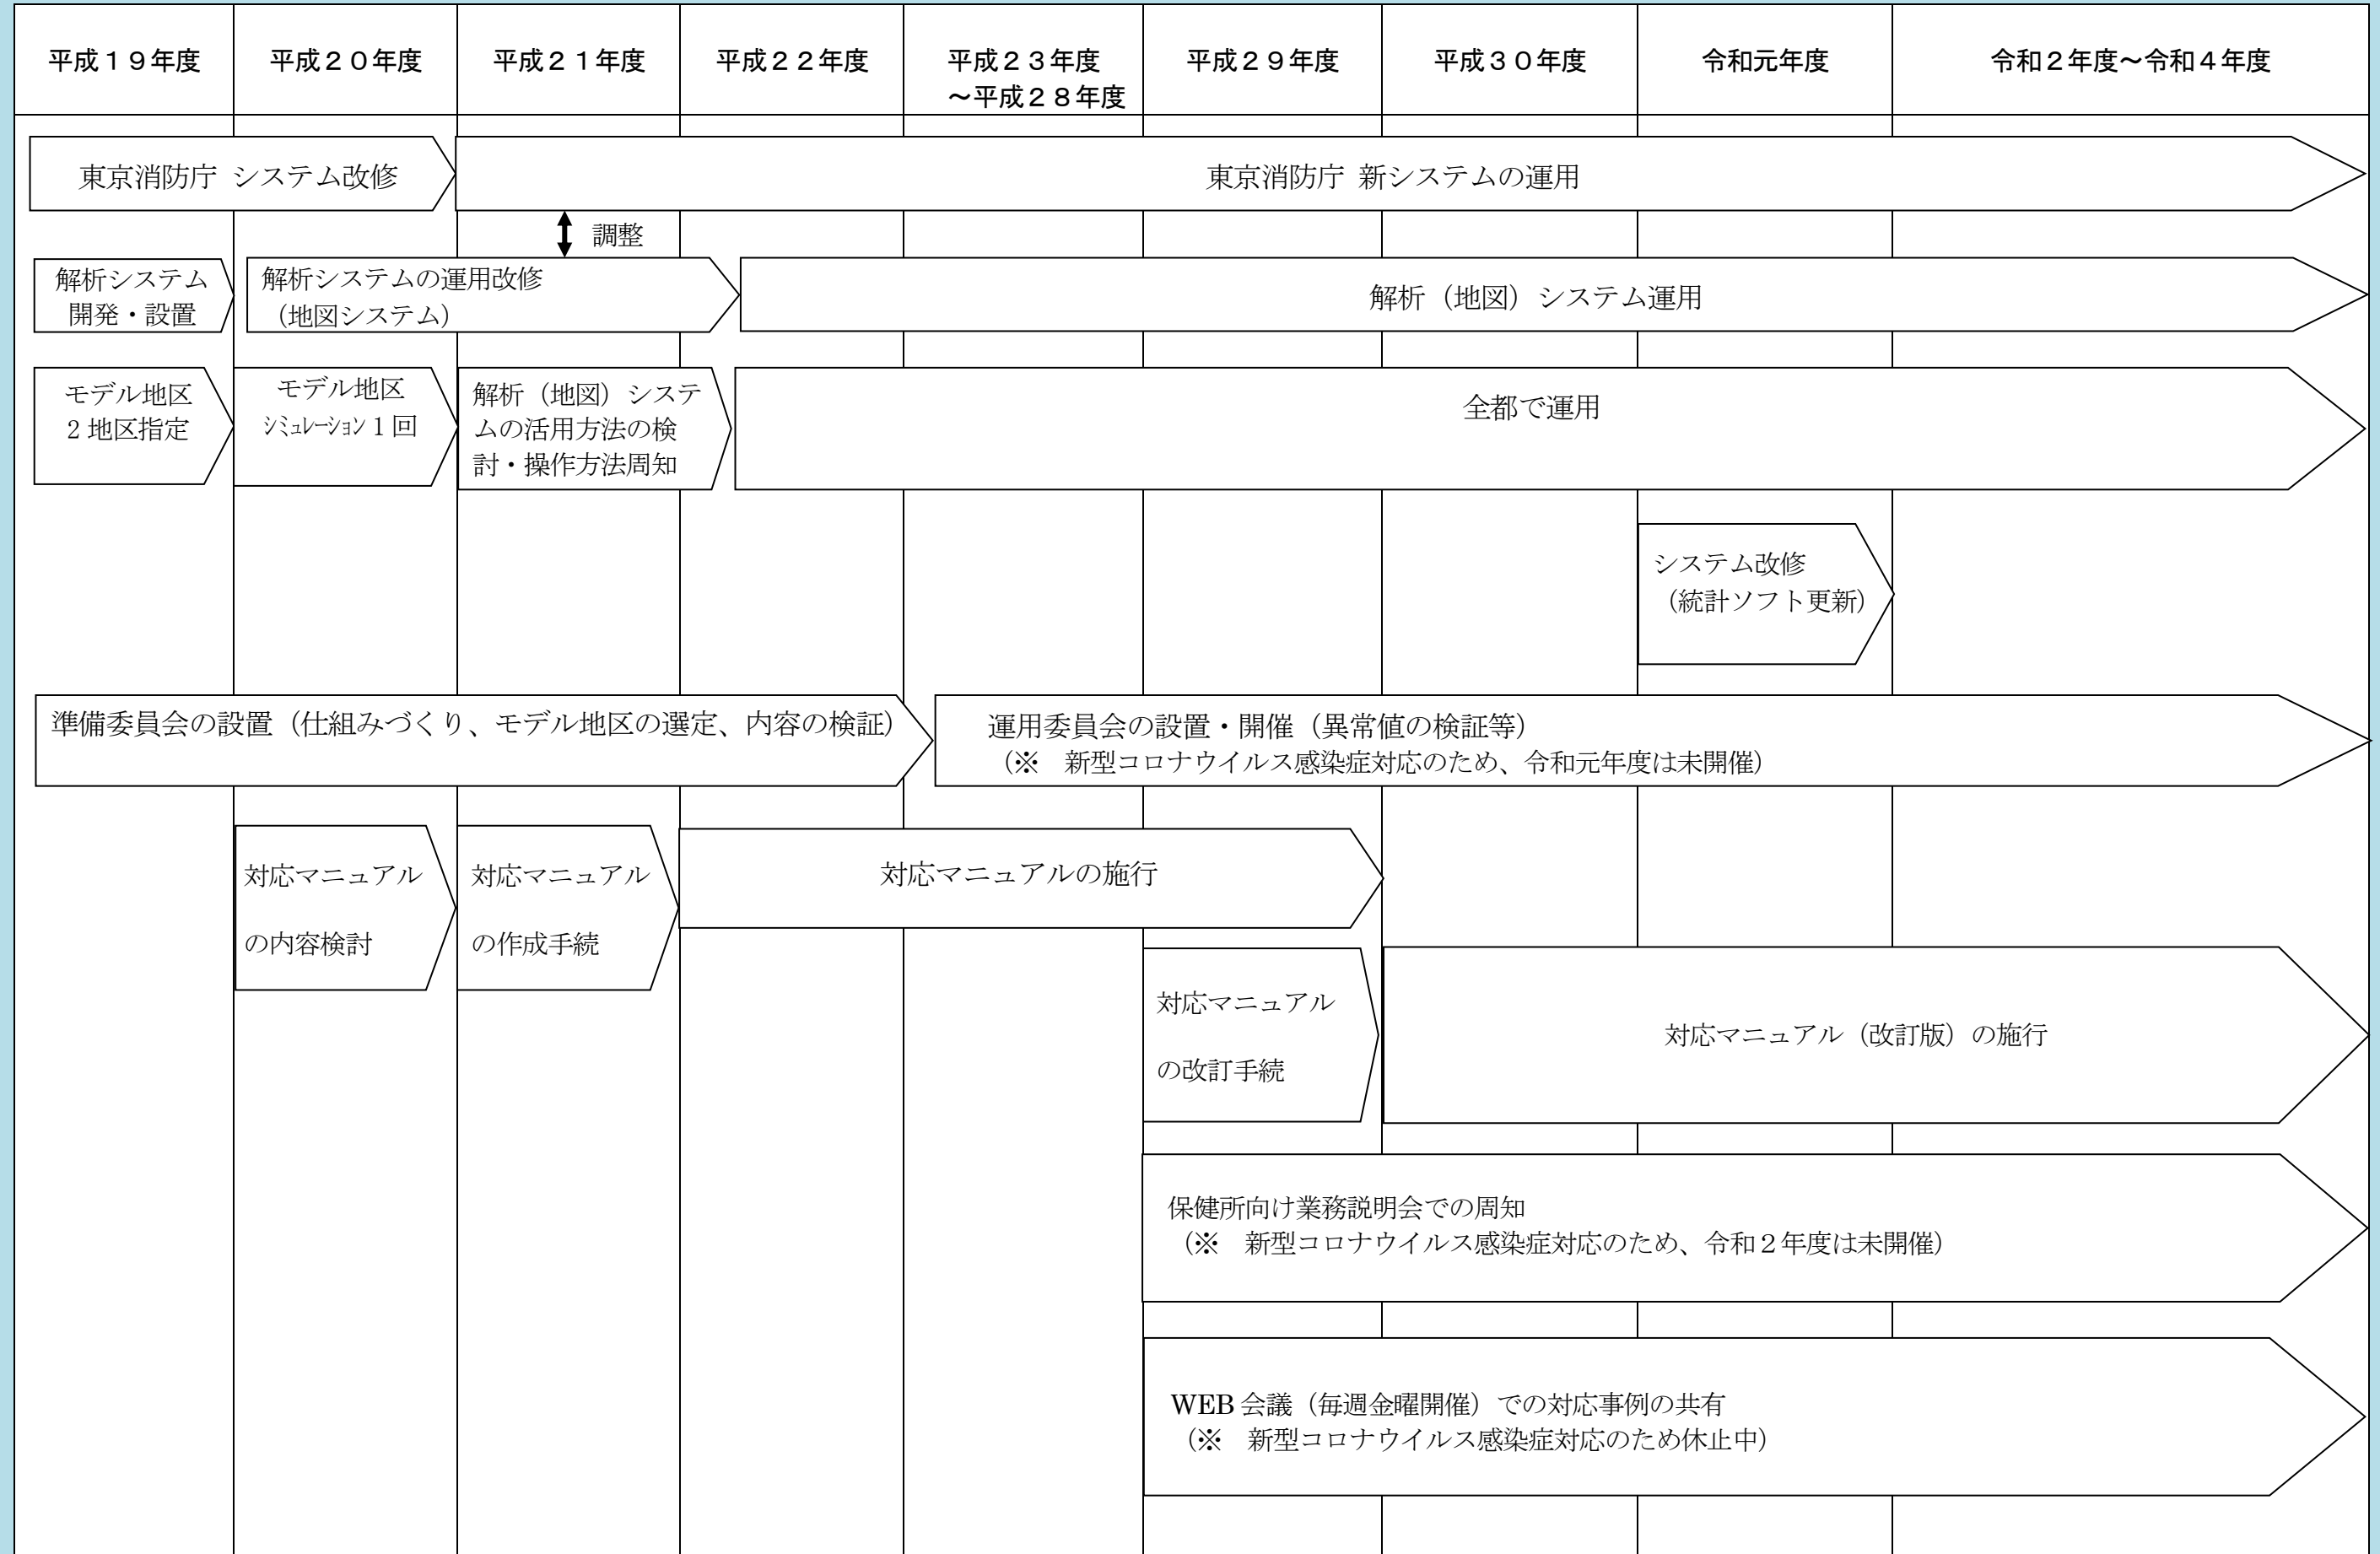 平成１９年度
平成２０年度
平成２１年度
平成２２年度
平成２３年度
～平成２８年度
平成２９年度
平成３０年度
令和元年度
令和２年度～令和４年度
東京消防庁 システム改修
東京消防庁 新システムの運用
調整
解析システム
開発・設置
解析システムの運用改修
（地図システム）
解析（地図）システム運用
モデル地区
２地区指定
モデル地区
ｼﾐｭﾚｰｼｮﾝ１回
解析（地図）システ
ムの活用方法の検
討・操作方法周知
全都で運用
システム改修
（統計ソフト更新）
準備委員会の設置（仕組みづくり、モデル地区の選定、内容の検証）
運用委員会の設置・開催（異常値の検証等）
（※　新型コロナウイルス感染症対応のため、令和元年度は未開催）
対応マニュアル
の内容検討
対応マニュアル
の作成手続
対応マニュアルの施行
対応マニュアル
の改訂手続
対応マニュアル（改訂版）の施行
保健所向け業務説明会での周知
（※　新型コロナウイルス感染症対応のため、令和２年度は未開催）
WEB 会議（毎週金曜開催）での対応事例の共有
（※　新型コロナウイルス感染症対応のため休止中）